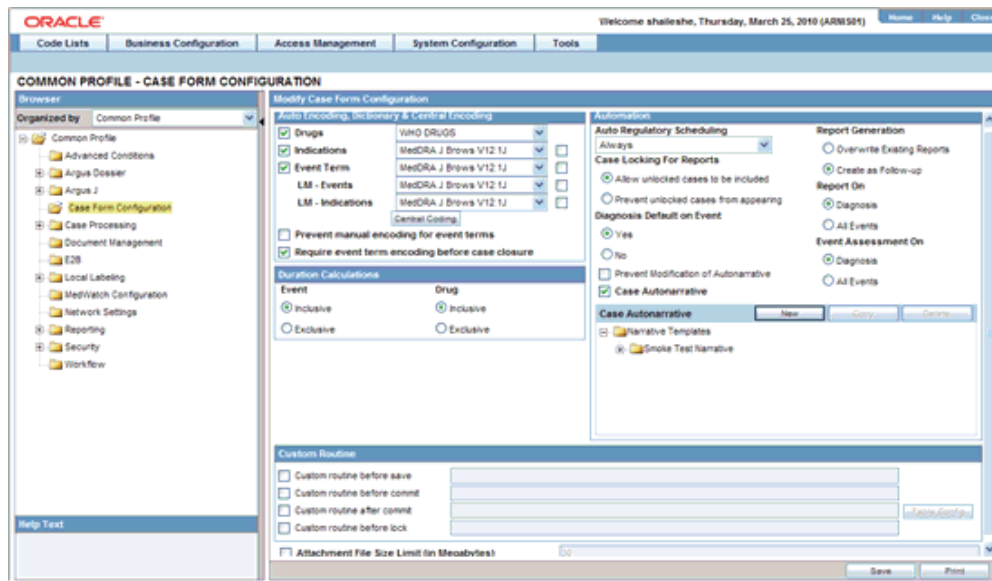 ORACLE
Welcome shaileshe, Thursday, March 25, 2010 (ARMS01)
Home Help Close
Code Lists Business Configuration Access Management System Configuration Tools
COMMON PROFILE - CASE FORM CONFIGURATION
Browser
Organized by Common Profile
Common Profile
Advanced Conditions
Argus Dossier
Argus J
Case Form Configuration
Case Processing
Document Management
E2B
Local Labeling
MedWatch Configuration
Network Settings
Reporting
Security
Workflow
Help Text
Modify Case Form Configuration
Auto Encoding, Dictionary & Central Encoding
Drugs WHO DRUGS
Indications MedDRA J Brows V12.1J
Event Term MedDRA J Brows V12.1J
LM - Events MedDRA J Brows V12.1J
LM - Indications MedDRA J Brows V12.1J
Central Coding
Prevent manual encoding for event terms
Require event term encoding before case closure
Duration Calculations
Event Drug
Inclusive Inclusive
Exclusive Exclusive
Automation
Auto Regulatory Scheduling
Always
Case Locking For Reports
Allow unlocked cases to be included
Prevent unlocked cases from appearing
Diagnosis Default on Event
Yes
No
Prevent Modification of Autonarrative
Case Autonarrative
Report Generation
Overwrite Existing Reports
Create as Follow-up
Report On
Diagnosis
All Events
Event Assessment On
Diagnosis
All Events
Case Autonarrative New Copy Delete
Narrative Templates
Smoke Test Narrative
Custom Routine
Custom routine before save
Custom routine before commit
Custom routine after commit
Custom routine before lock
Attachment File Size Limit (in Megabytes)
Save Print